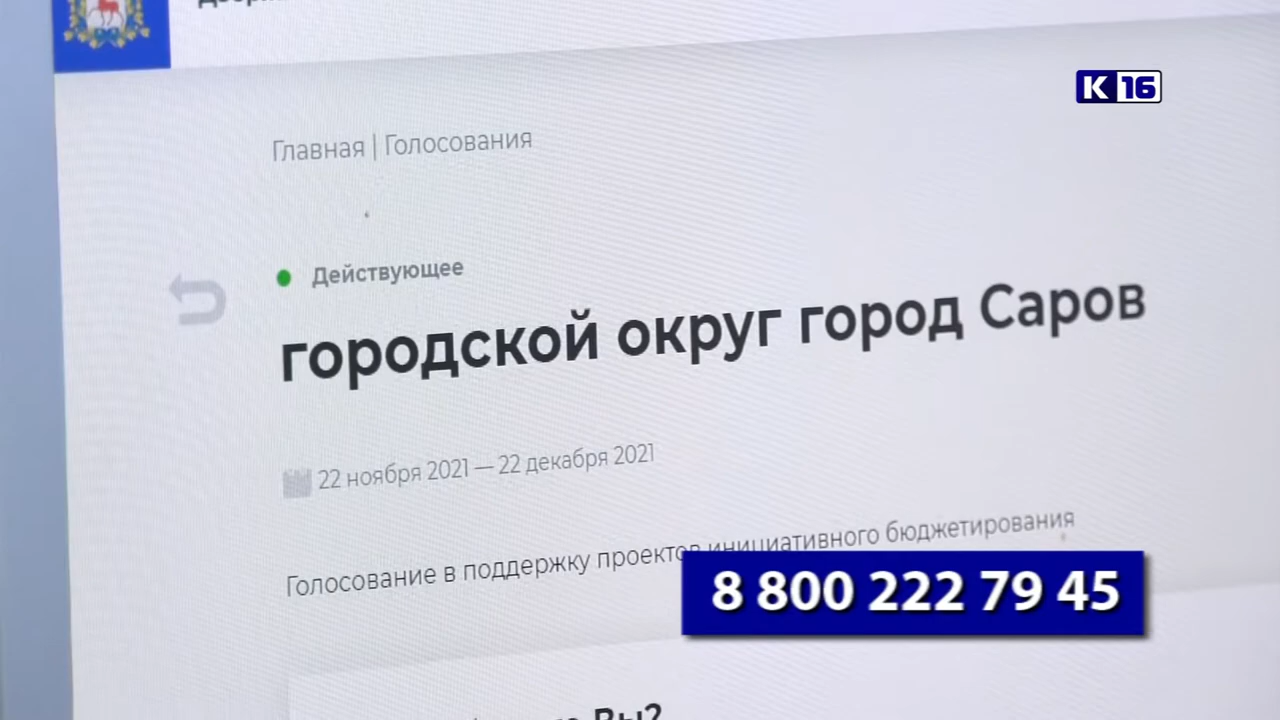 К 16
Главная | Голосования
Действующее
городской округ город Саров
22 ноября 2021 — 22 декабря 2021
Голосование в поддержку проектов инициативного бюджетирования
8 800 222 79 45
Вы?